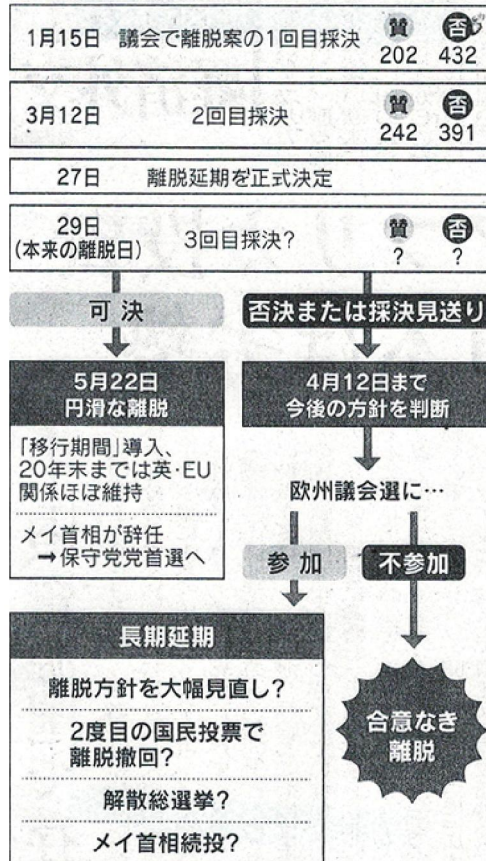 1月15日 議会で離脱案の1回目採決 賛 否
202 432
3月12日 2回目採決 賛 否
242 391
27日 離脱延期を正式決定
29日
(本来の離脱日) 3回目採決? 賛 否
? ?
可決
否決または採決見送り
5月22日
円滑な離脱
「移行期間」導入、
20年末までは英・EU
関係ほぼ維持
メイ首相が辞任
→保守党党首選へ
4月12日まで
今後の方針を判断
欧州議会選に…
参加
不参加
長期延期
離脱方針を大幅見直し?
2度目の国民投票で
離脱撤回?
解散総選挙?
メイ首相続投?
合意なき
離脱